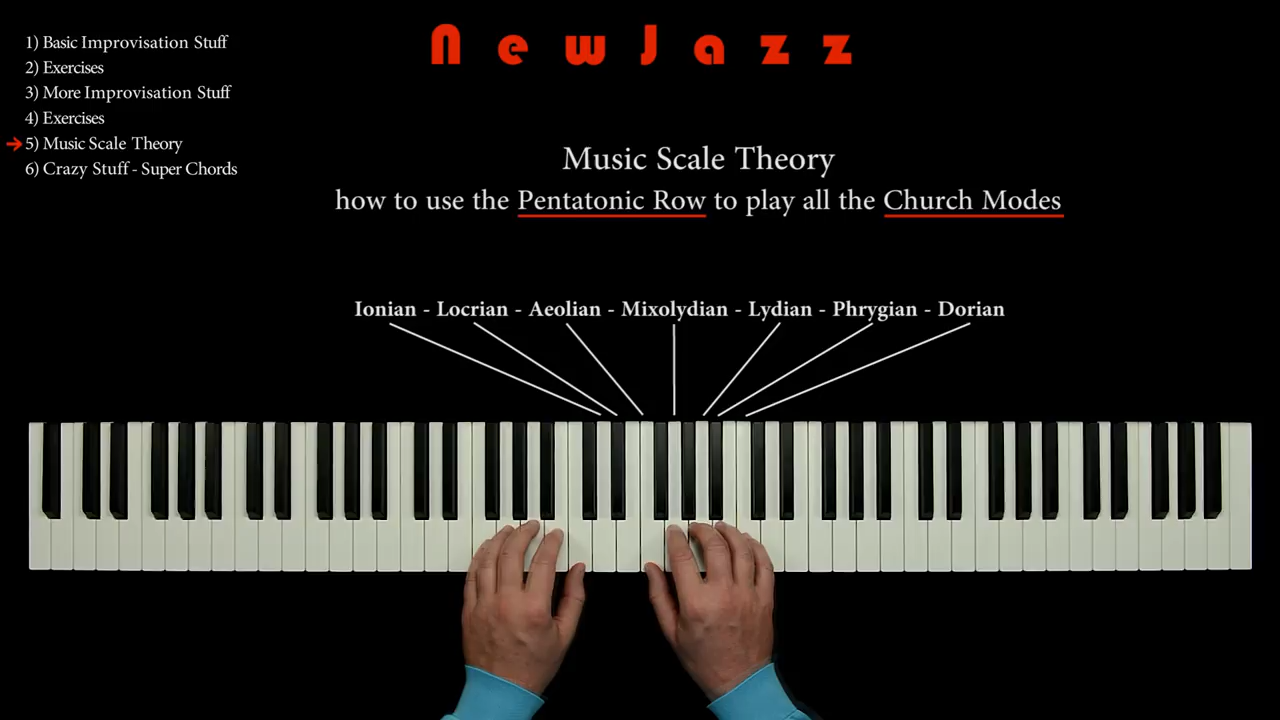 NewJazz
1) Basic Improvisation Stuff
2) Exercises
3) More Improvisation Stuff
4) Exercises
5) Music Scale Theory
6) Crazy Stuff - Super Chords
Music Scale Theory
how to use the Pentatonic Row to play all the Church Modes
Ionian - Locrian - Aeolian - Mixolydian - Lydian - Phrygian - Dorian